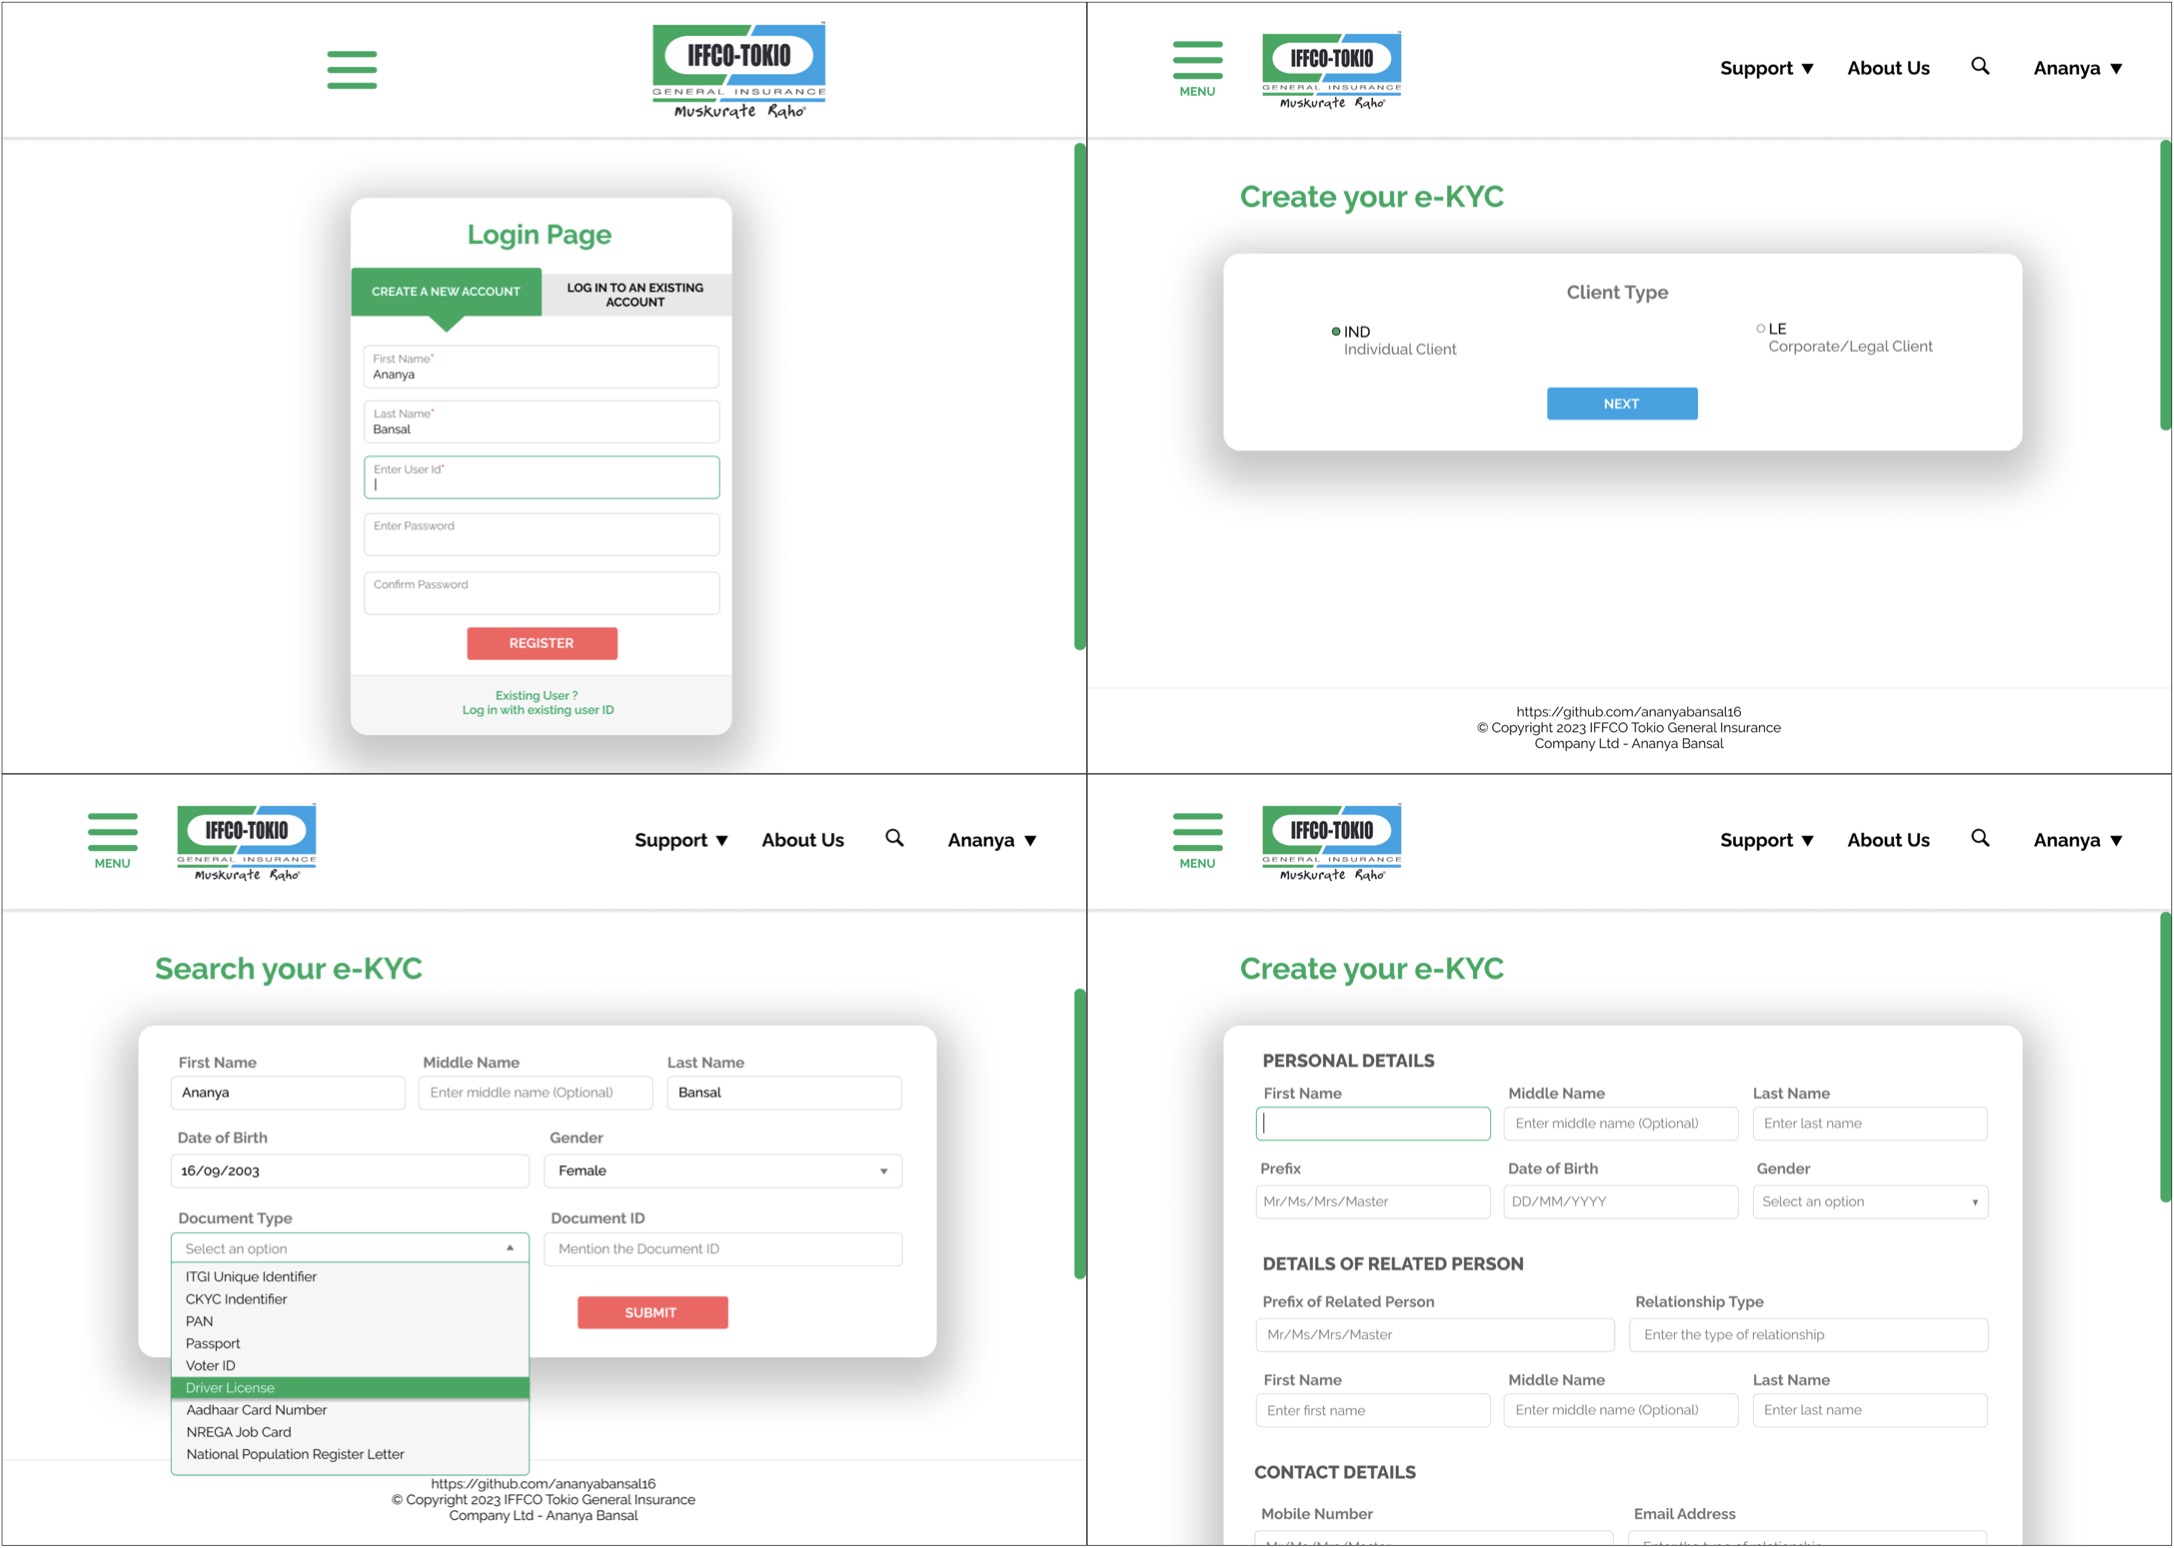 IFFCO-TOKIO
GENERAL INSURANCE
Muskurate Raho
Login Page
CREATE A NEW ACCOUNT
LOG IN TO AN EXISTING
ACCOUNT
First Name*
Ananya
Last Name*
Bansal
Enter User Id*
Enter Password
Confirm Password
REGISTER
Existing User ?
Log in with existing user ID
MENU
IFFCO-TOKIO
GENERAL INSURANCE
Muskurate Raho
Support ▼ About Us Ananya ▼
Create your e-KYC
Client Type
IND
Individual Client
LE
Corporate/Legal Client
NEXT
https://github.com/ananyabansal16
© Copyright 2023 IFFCO Tokio General Insurance
Company Ltd - Ananya Bansal
MENU
IFFCO-TOKIO
GENERAL INSURANCE
Muskurate Raho
Support ▼ About Us Ananya ▼
Search your e-KYC
First Name Middle Name Last Name
Ananya Enter middle name (Optional) Bansal
Date of Birth Gender
16/09/2003 Female
Document Type Document ID
Select an option Mention the Document ID
ITGI Unique Identifier
CKYC Indentifier
PAN
Passport
Voter ID
Driver License
Aadhaar Card Number
NREGA Job Card
National Population Register Letter
SUBMIT
https://github.com/ananyabansal16
© Copyright 2023 IFFCO Tokio General Insurance
Company Ltd - Ananya Bansal
MENU
IFFCO-TOKIO
GENERAL INSURANCE
Muskurate Raho
Support ▼ About Us Ananya ▼
Create your e-KYC
PERSONAL DETAILS
First Name Middle Name Last Name
Enter middle name (Optional) Enter last name
Prefix Date of Birth Gender
Mr/Ms/Mrs/Master DD/MM/YYYY Select an option
DETAILS OF RELATED PERSON
Prefix of Related Person Relationship Type
Mr/Ms/Mrs/Master Enter the type of relationship
First Name Middle Name Last Name
Enter first name Enter middle name (Optional) Enter last name
CONTACT DETAILS
Mobile Number Email Address